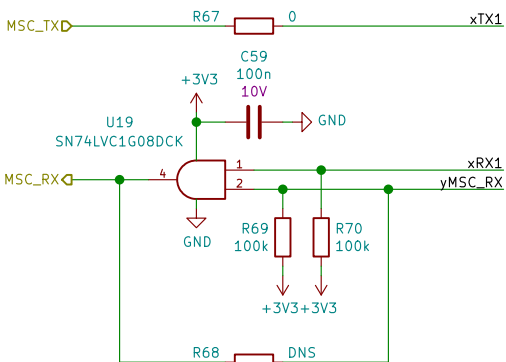 R67 0
MSC_TX
xTX1
C59
100n
10V
+3V3
GND
U19
SN74LVC1G08DCK
xRX1
1
MSC_RX
4
2
yMSC_RX
R69
100k
R70
100k
GND
+3V3
+3V3
R68 DNS